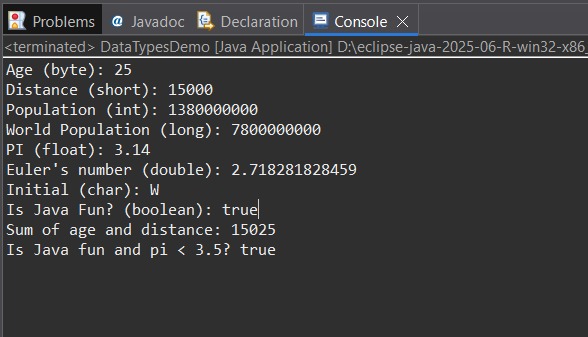 Problems @ Javadoc Declaration Console
<terminated> DataTypesDemo [Java Application] D:\eclipse-java-2025-06-R-win32-x86_
Age (byte): 25
Distance (short): 15000
Population (int): 1380000000
World Population (long): 7800000000
PI (float): 3.14
Euler's number (double): 2.718281828459
Initial (char): W
Is Java Fun? (boolean): true
Sum of age and distance: 15025
Is Java fun and pi < 3.5? true